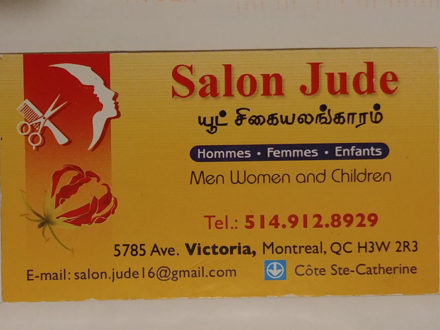 Salon Jude
யூட் சிகையலங்காரம்
Hommes • Femmes • Enfants
Men Women and Children
Tel.: 514.912.8929
5785 Ave. Victoria, Montreal, QC H3W 2R3
E-mail: salon.jude16@gmail.com Côte Ste-Catherine